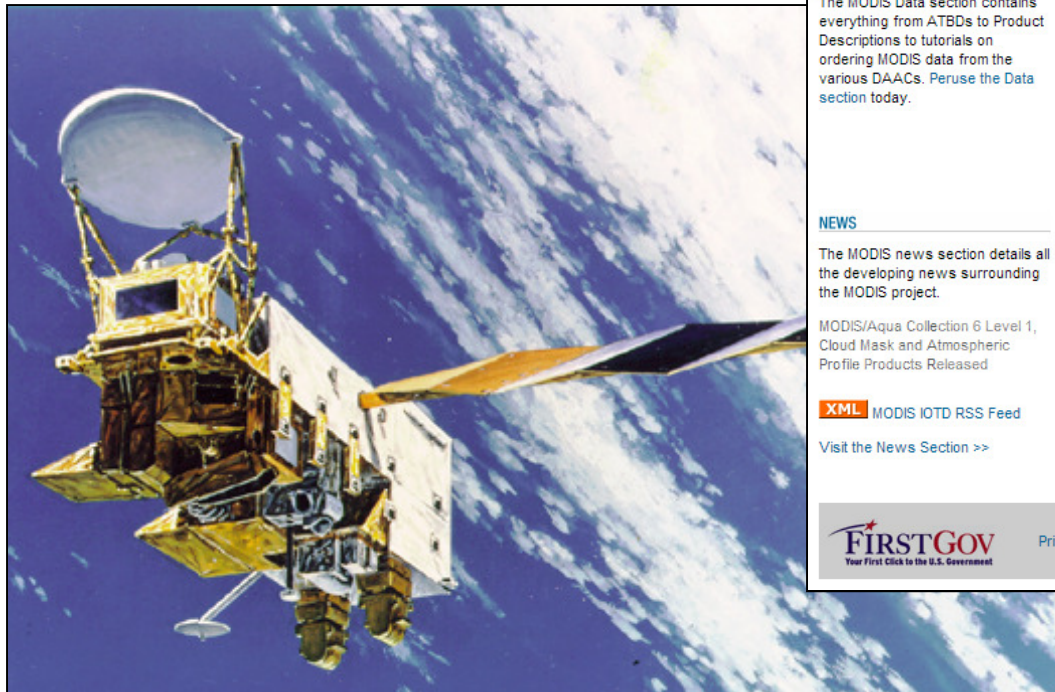 The MODIS Data section contains
everything from ATBDs to Product
Descriptions to tutorials on
ordering MODIS data from the
various DAACs. Peruse the Data
section today.
NEWS
The MODIS news section details all
the developing news surrounding
the MODIS project.
MODIS/Aqua Collection 6 Level 1,
Cloud Mask and Atmospheric
Profile Products Released
XML MODIS IOTD RSS Feed
Visit the News Section >>
FIRSTGOV
Your First Click to the U.S. Government
Pri